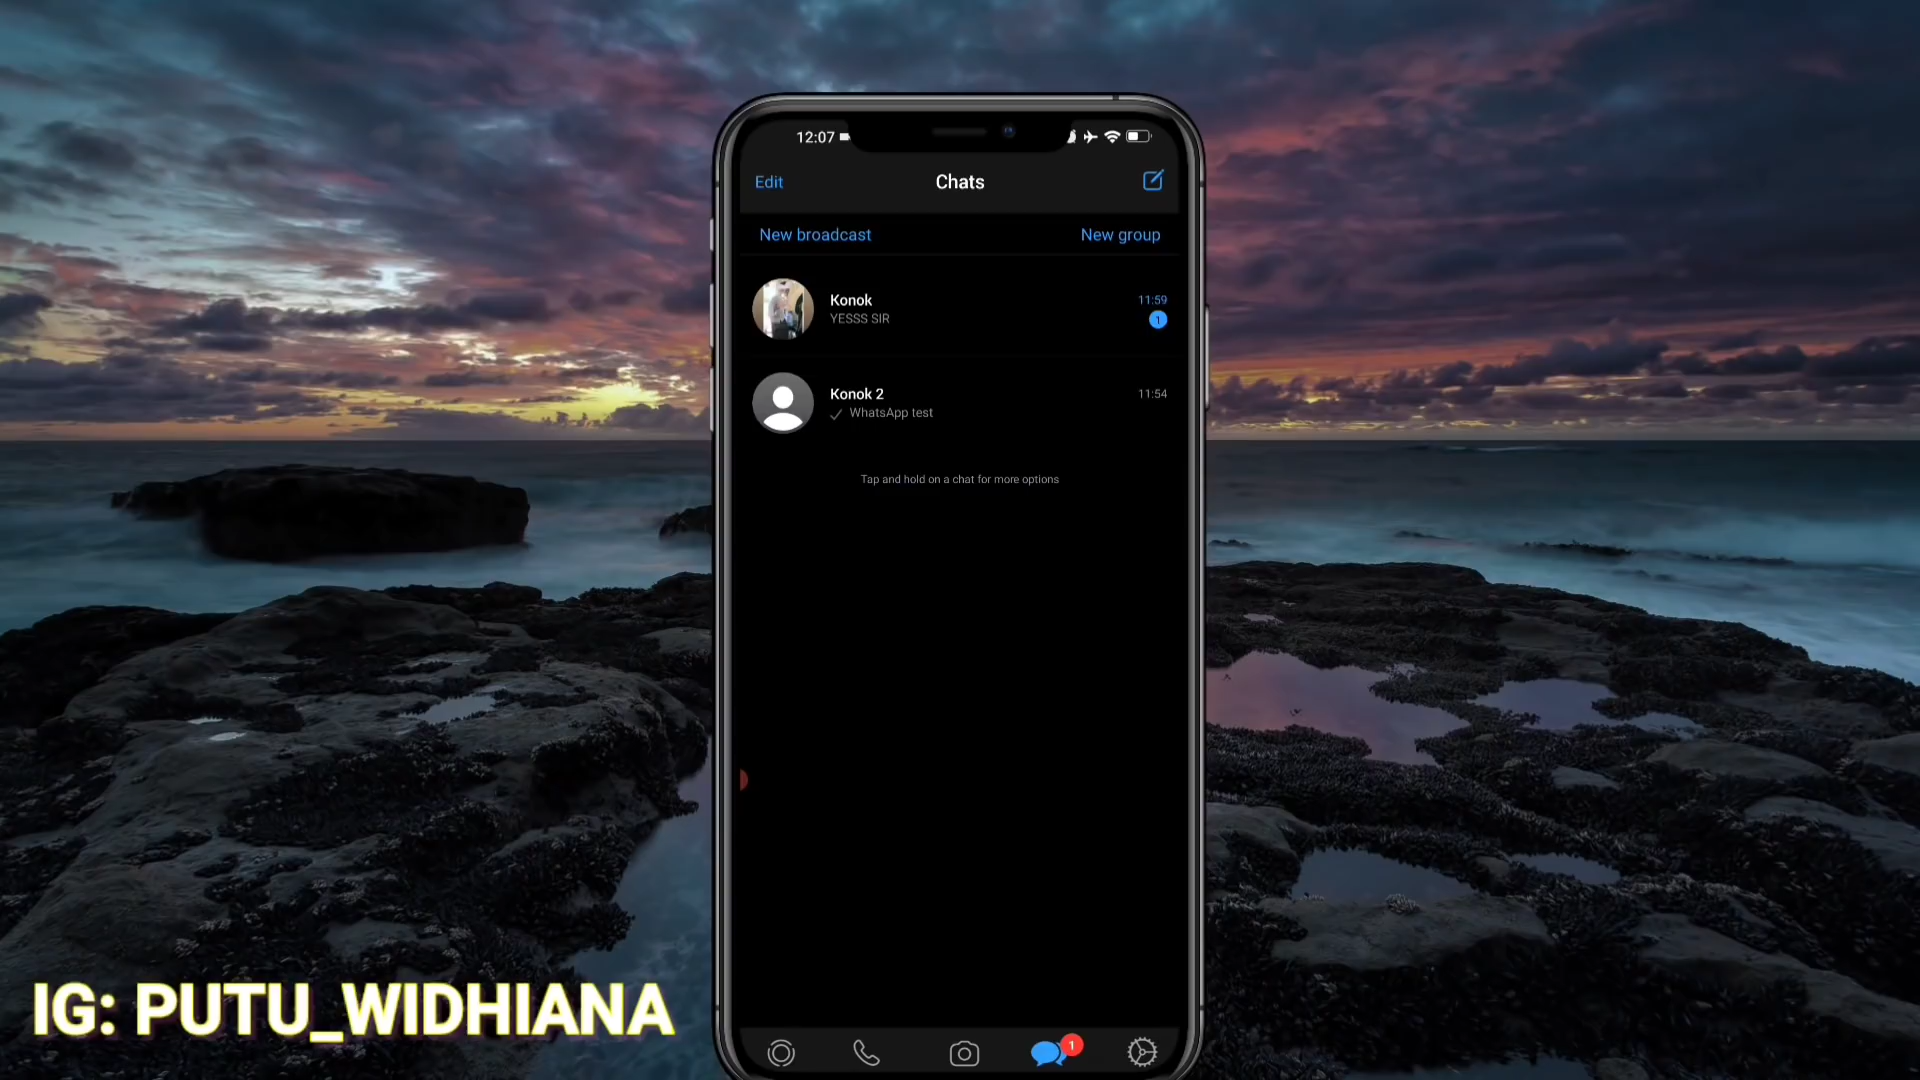 12:07
Edit
Chats
New broadcast
New group
Konok
11:59
YESSS SIR
1
Konok 2
11:54
WhatsApp test
Tap and hold on a chat for more options
IG: PUTU_WIDHIANA
1